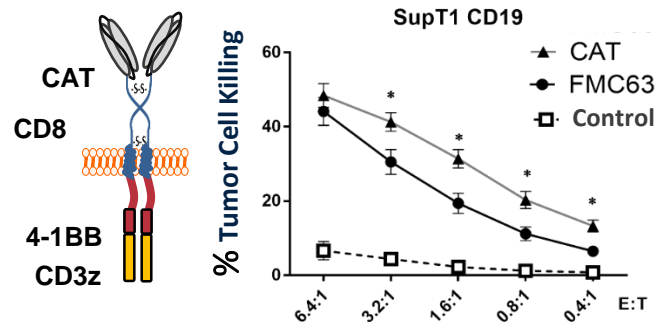 CAT
-S-S-
CD8
-S-S-
4-1BB
CD3z
SupT1 CD19
% Tumor Cell Killing
60
40
20
0
CAT
FMC63
Control
*
*
*
*
6.4:1
3.2:1
1.6:1
0.8:1
0.4:1
E:T